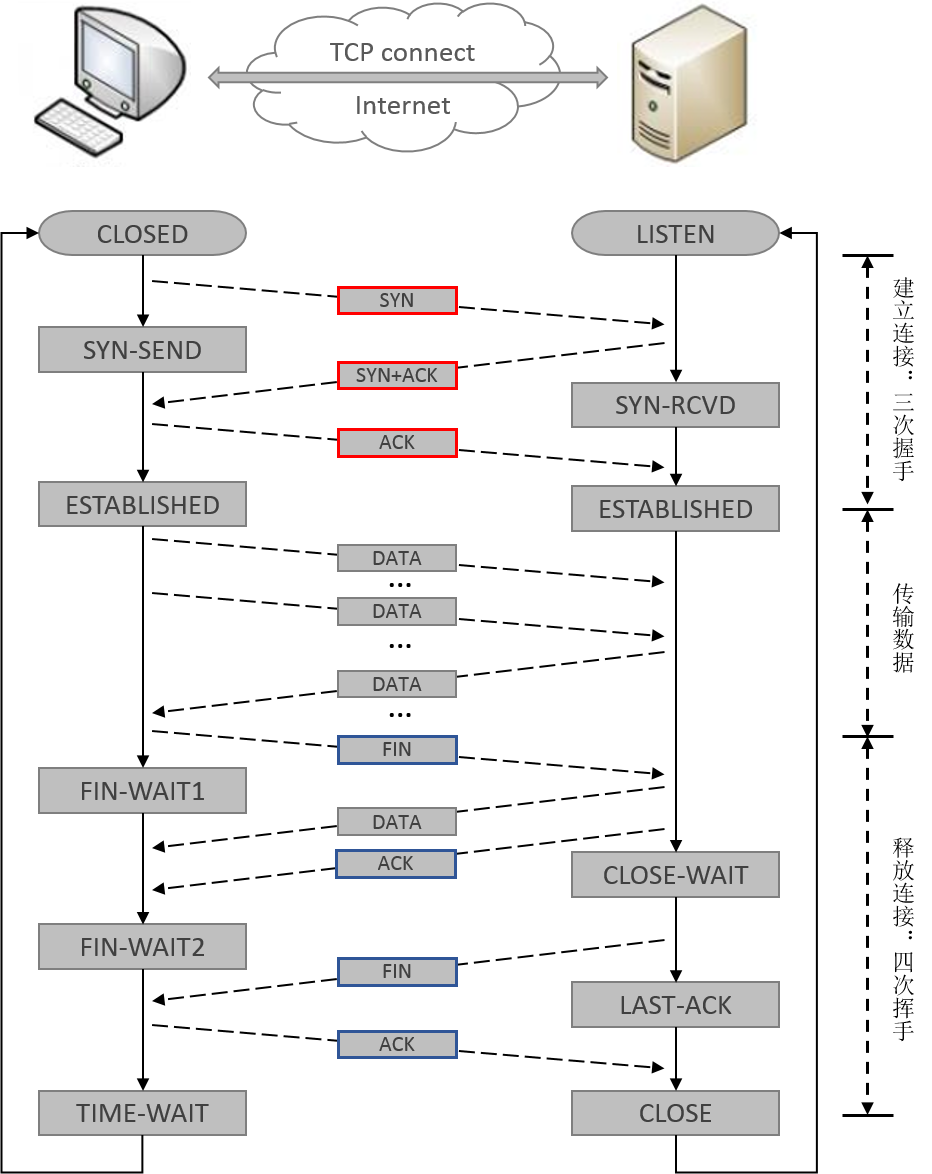 TCP connect
Internet
CLOSED
LISTEN
SYN
SYN-SEND
SYN+ACK
SYN-RCVD
ACK
ESTABLISHED
ESTABLISHED
建立连接：三次握手
DATA
...
DATA
...
DATA
...
传输数据
FIN
FIN-WAIT1
DATA
ACK
CLOSE-WAIT
FIN-WAIT2
FIN
LAST-ACK
ACK
TIME-WAIT
CLOSE
释放连接：四次挥手